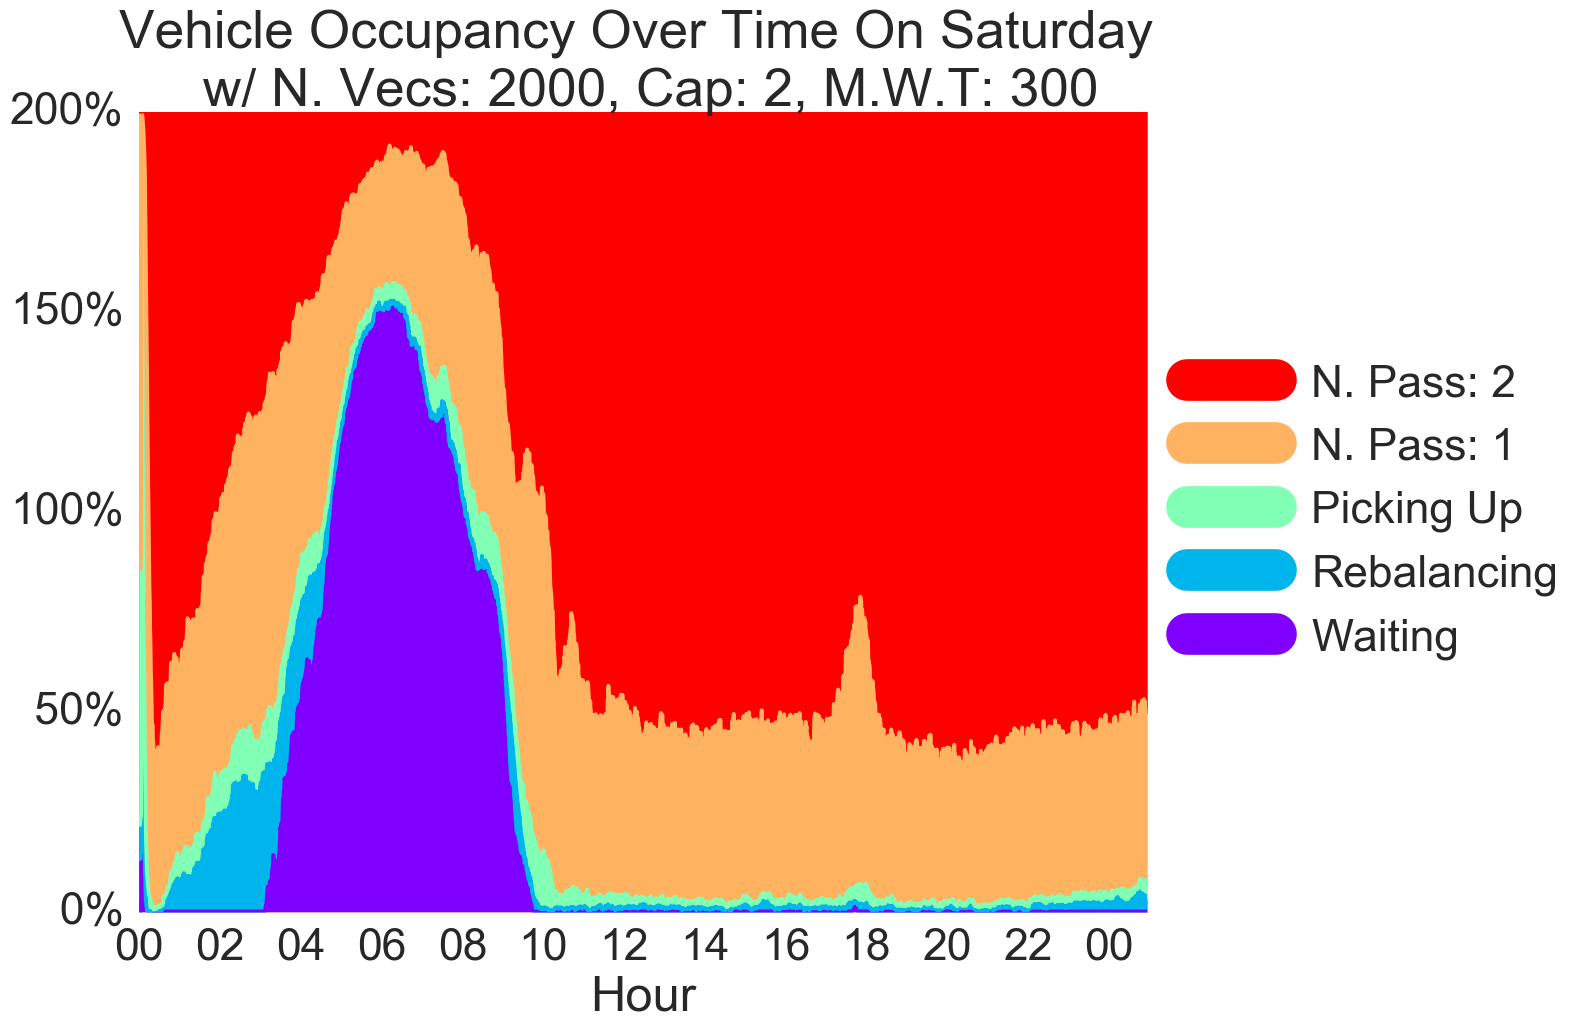 Vehicle Occupancy Over Time On Saturday
w/ N. Vecs: 2000, Cap: 2, M.W.T: 300
200%
150%
100%
50%
0%
00 02 04 06 08 10 12 14 16 18 20 22 00
Hour
N. Pass: 2
N. Pass: 1
Picking Up
Rebalancing
Waiting